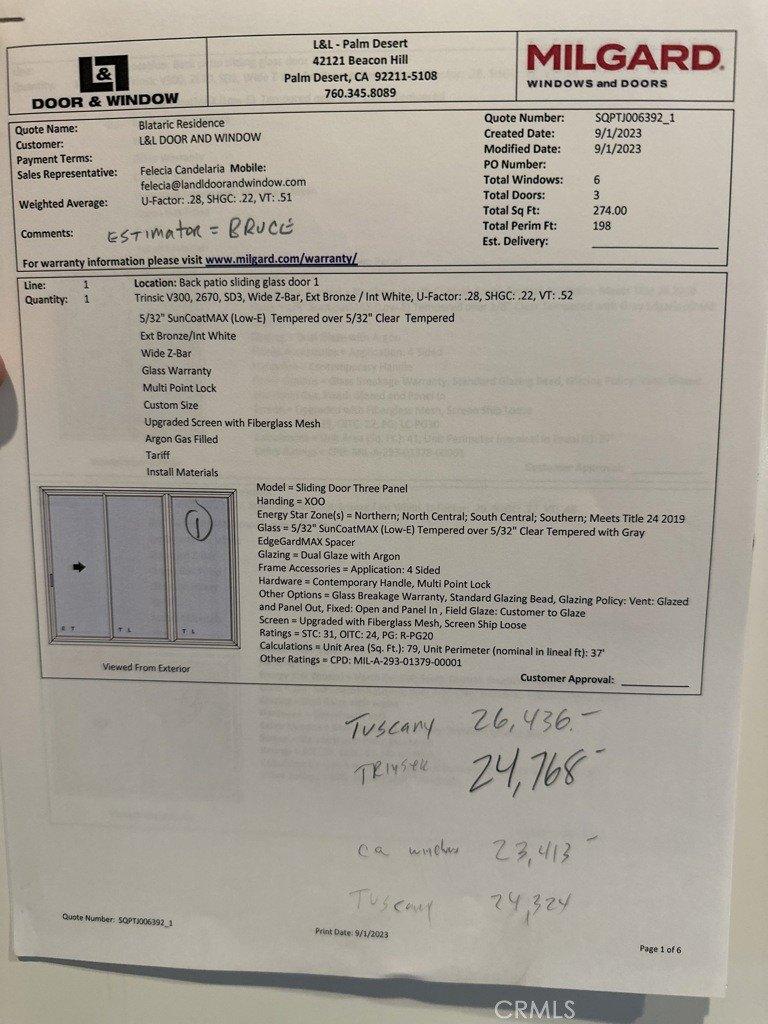 L&L
DOOR & WINDOW
L&L - Palm Desert
42121 Beacon Hill
Palm Desert, CA 92211-5108
760.345.8089
MILGARD
WINDOWS and DOORS
Quote Name: Blataric Residence
Customer: L&L DOOR AND WINDOW
Payment Terms:
Sales Representative: Felecia Candelaria Mobile:
felecia@landldoorandwindow.com
Weighted Average: U-Factor: .28, SHGC: .22, VT: .51
Comments: ESTIMATOR = BRUCE
For warranty information please visit www.milgard.com/warranty/
Quote Number: SQPTJ006392_1
Created Date: 9/1/2023
Modified Date: 9/1/2023
PO Number:
Total Windows: 6
Total Doors: 3
Total Sq Ft: 274.00
Total Perim Ft: 198
Est. Delivery:
Line: 1 Location: Back patio sliding glass door 1
Quantity: 1 Trinsic V300, 2670, SD3, Wide Z-Bar, Ext Bronze / Int White, U-Factor: .28, SHGC: .22, VT: .52
5/32" SunCoatMAX (Low-E) Tempered over 5/32" Clear Tempered
Ext Bronze/Int White
Wide Z-Bar
Glass Warranty
Multi Point Lock
Custom Size
Upgraded Screen with Fiberglass Mesh
Argon Gas Filled
Tariff
Install Materials
1
E T T L T L
Viewed From Exterior
Model = Sliding Door Three Panel
Handing = XOO
Energy Star Zone(s) = Northern; North Central; South Central; Southern; Meets Title 24 2019
Glass = 5/32" SunCoatMAX (Low-E) Tempered over 5/32" Clear Tempered with Gray
EdgeGardMAX Spacer
Glazing = Dual Glaze with Argon
Frame Accessories = Application: 4 Sided
Hardware = Contemporary Handle, Multi Point Lock
Other Options = Glass Breakage Warranty, Standard Glazing Bead, Glazing Policy: Vent: Glazed
and Panel Out, Fixed: Open and Panel In , Field Glaze: Customer to Glaze
Screen = Upgraded with Fiberglass Mesh, Screen Ship Loose
Ratings = STC: 31, OITC: 24, PG: R-PG20
Calculations = Unit Area (Sq. Ft.): 79, Unit Perimeter (nominal in lineal ft): 37'
Other Ratings = CPD: MIL-A-293-01379-00001
Customer Approval:
Tuscany 26,436.-
24,768-
ca 23,413-
Tuscany 24,324
Quote Number: SQPTJ006392_1
Print Date: 9/1/2023
Page 1 of 6
CRMLS